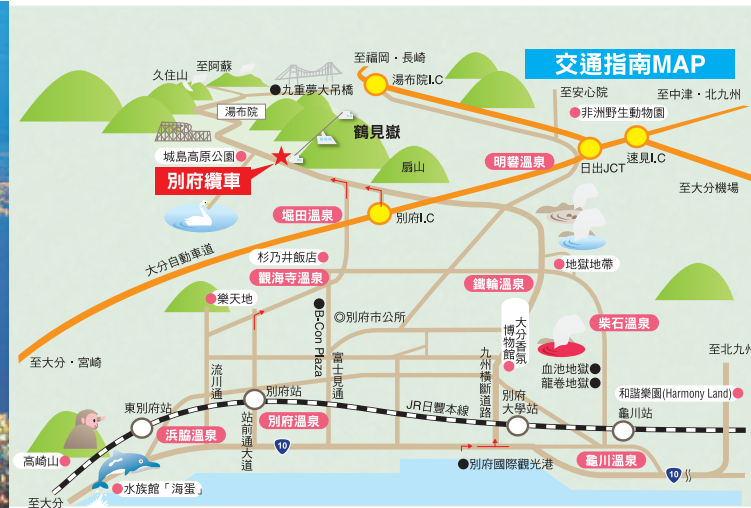 交通指南MAP
至阿蘇
久住山
九重夢大吊橋
至福岡・長崎
湯布院I.C
至安心院
至中津・北九州
非洲野生動物園
湯布院
鶴見嶽
城島高原公園
扇山
明礬溫泉
日出JCT
速見I.C
別府纜車
至大分機場
堀田溫泉
別府I.C
大分自動車道
杉乃井飯店
觀海寺溫泉
地獄地帶
鐵輪溫泉
樂天地
B-Con Plaza
◎別府市公所
大分香氛
博物館
柴石溫泉
至大分・宮崎
流川通
富士見通
九州橫斷道路
血池地獄
龍卷地獄
至北九州
和諧樂園(Harmony Land)
東別府站
別府站
JR日豐本線
別府
大學站
龜川站
浜脇溫泉
站前通大道
別府溫泉
10
高崎山
別府國際觀光港
龜川溫泉
10
水族館「海蛋」
至大分